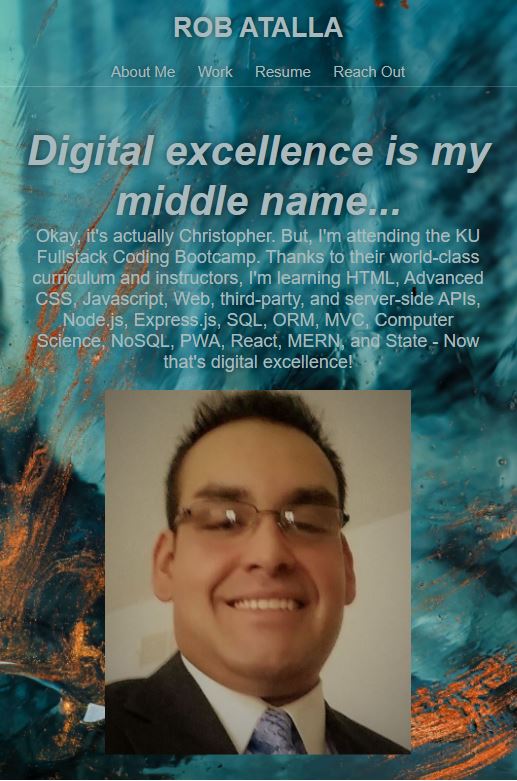 ROB ATALLA
About Me Work Resume Reach Out
Digital excellence is my
middle name...
Okay, it's actually Christopher. But, I'm attending the KU
Fullstack Coding Bootcamp. Thanks to their world-class
curriculum and instructors, I'm learning HTML, Advanced
CSS, Javascript, Web, third-party, and server-side APIs,
Node.js, Express.js, SQL, ORM, MVC, Computer
Science, NoSQL, PWA, React, MERN, and State - Now
that's digital excellence!